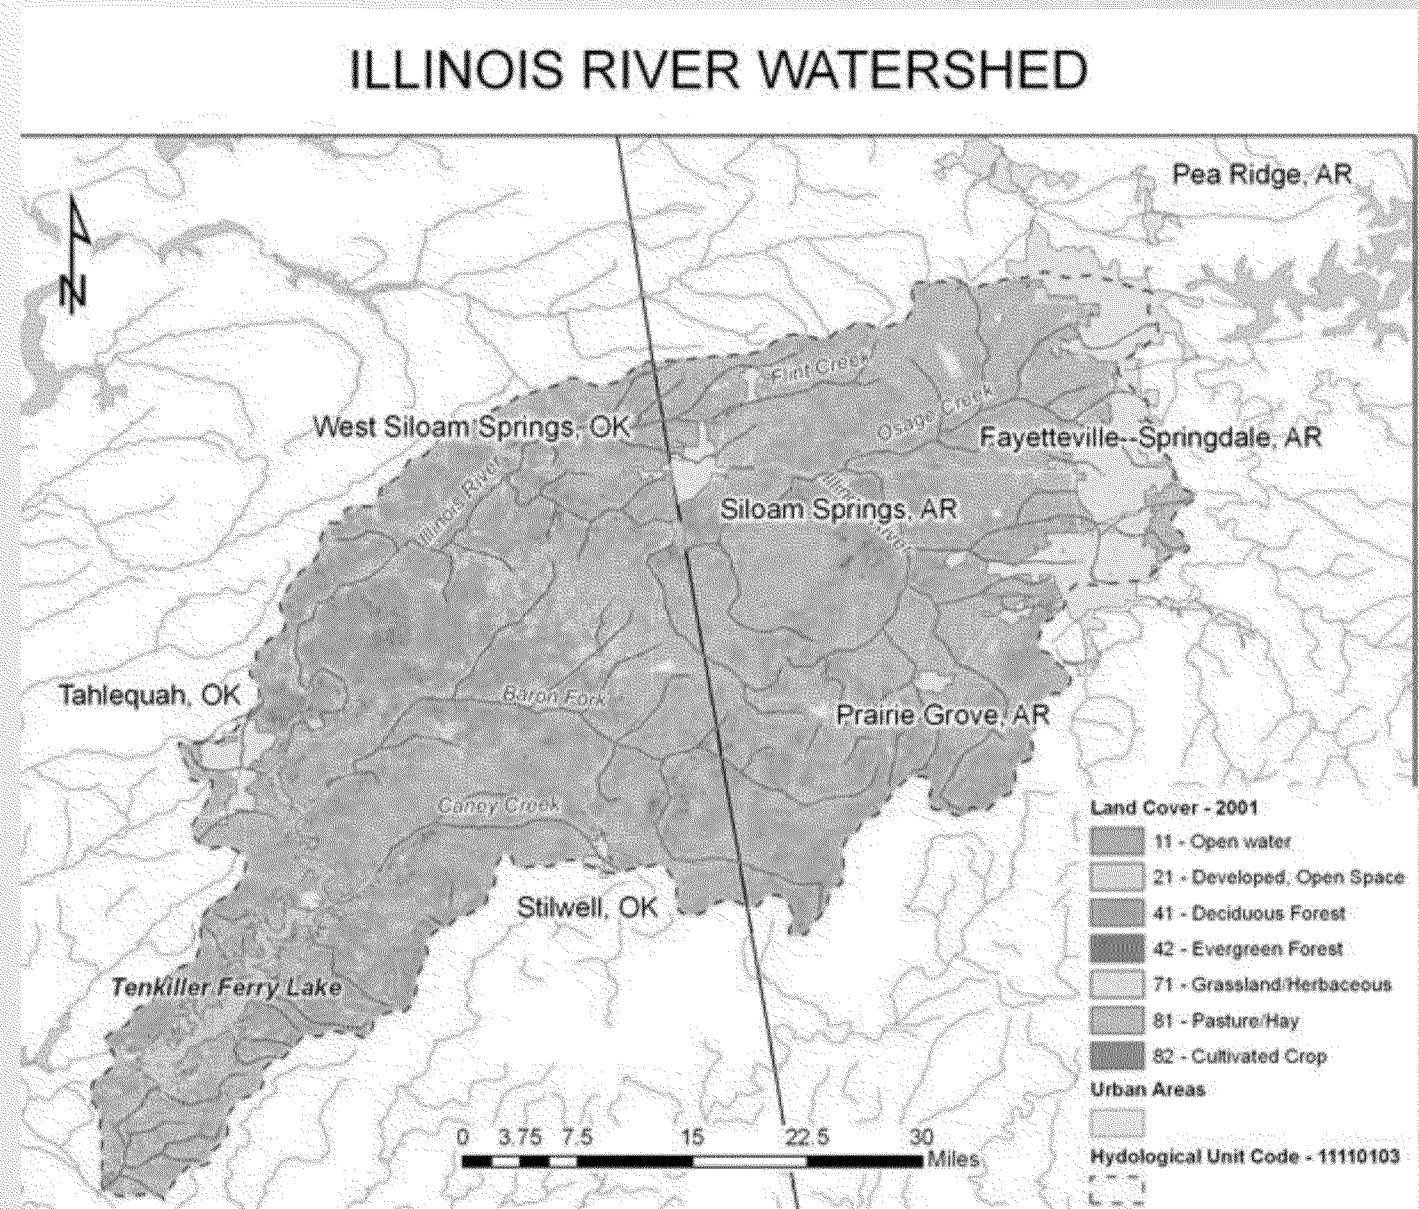 ILLINOIS RIVER WATERSHED
Pea Ridge, AR
N
Flint Creek
Osage Creek
West Siloam Springs, OK
Fayetteville--Springdale, AR
Illinois River
Illinois River
Siloam Springs, AR
Tahlequah, OK
Baron Fork
Prairie Grove, AR
Caney Creek
Stilwell, OK
Tenkiller Ferry Lake
Land Cover - 2001
11 - Open water
21 - Developed, Open Space
41 - Deciduous Forest
42 - Evergreen Forest
71 - Grassland/Herbaceous
81 - Pasture/Hay
82 - Cultivated Crop
Urban Areas
Hydological Unit Code - 11110103
0 3.75 7.5 15 22.5 30
Miles